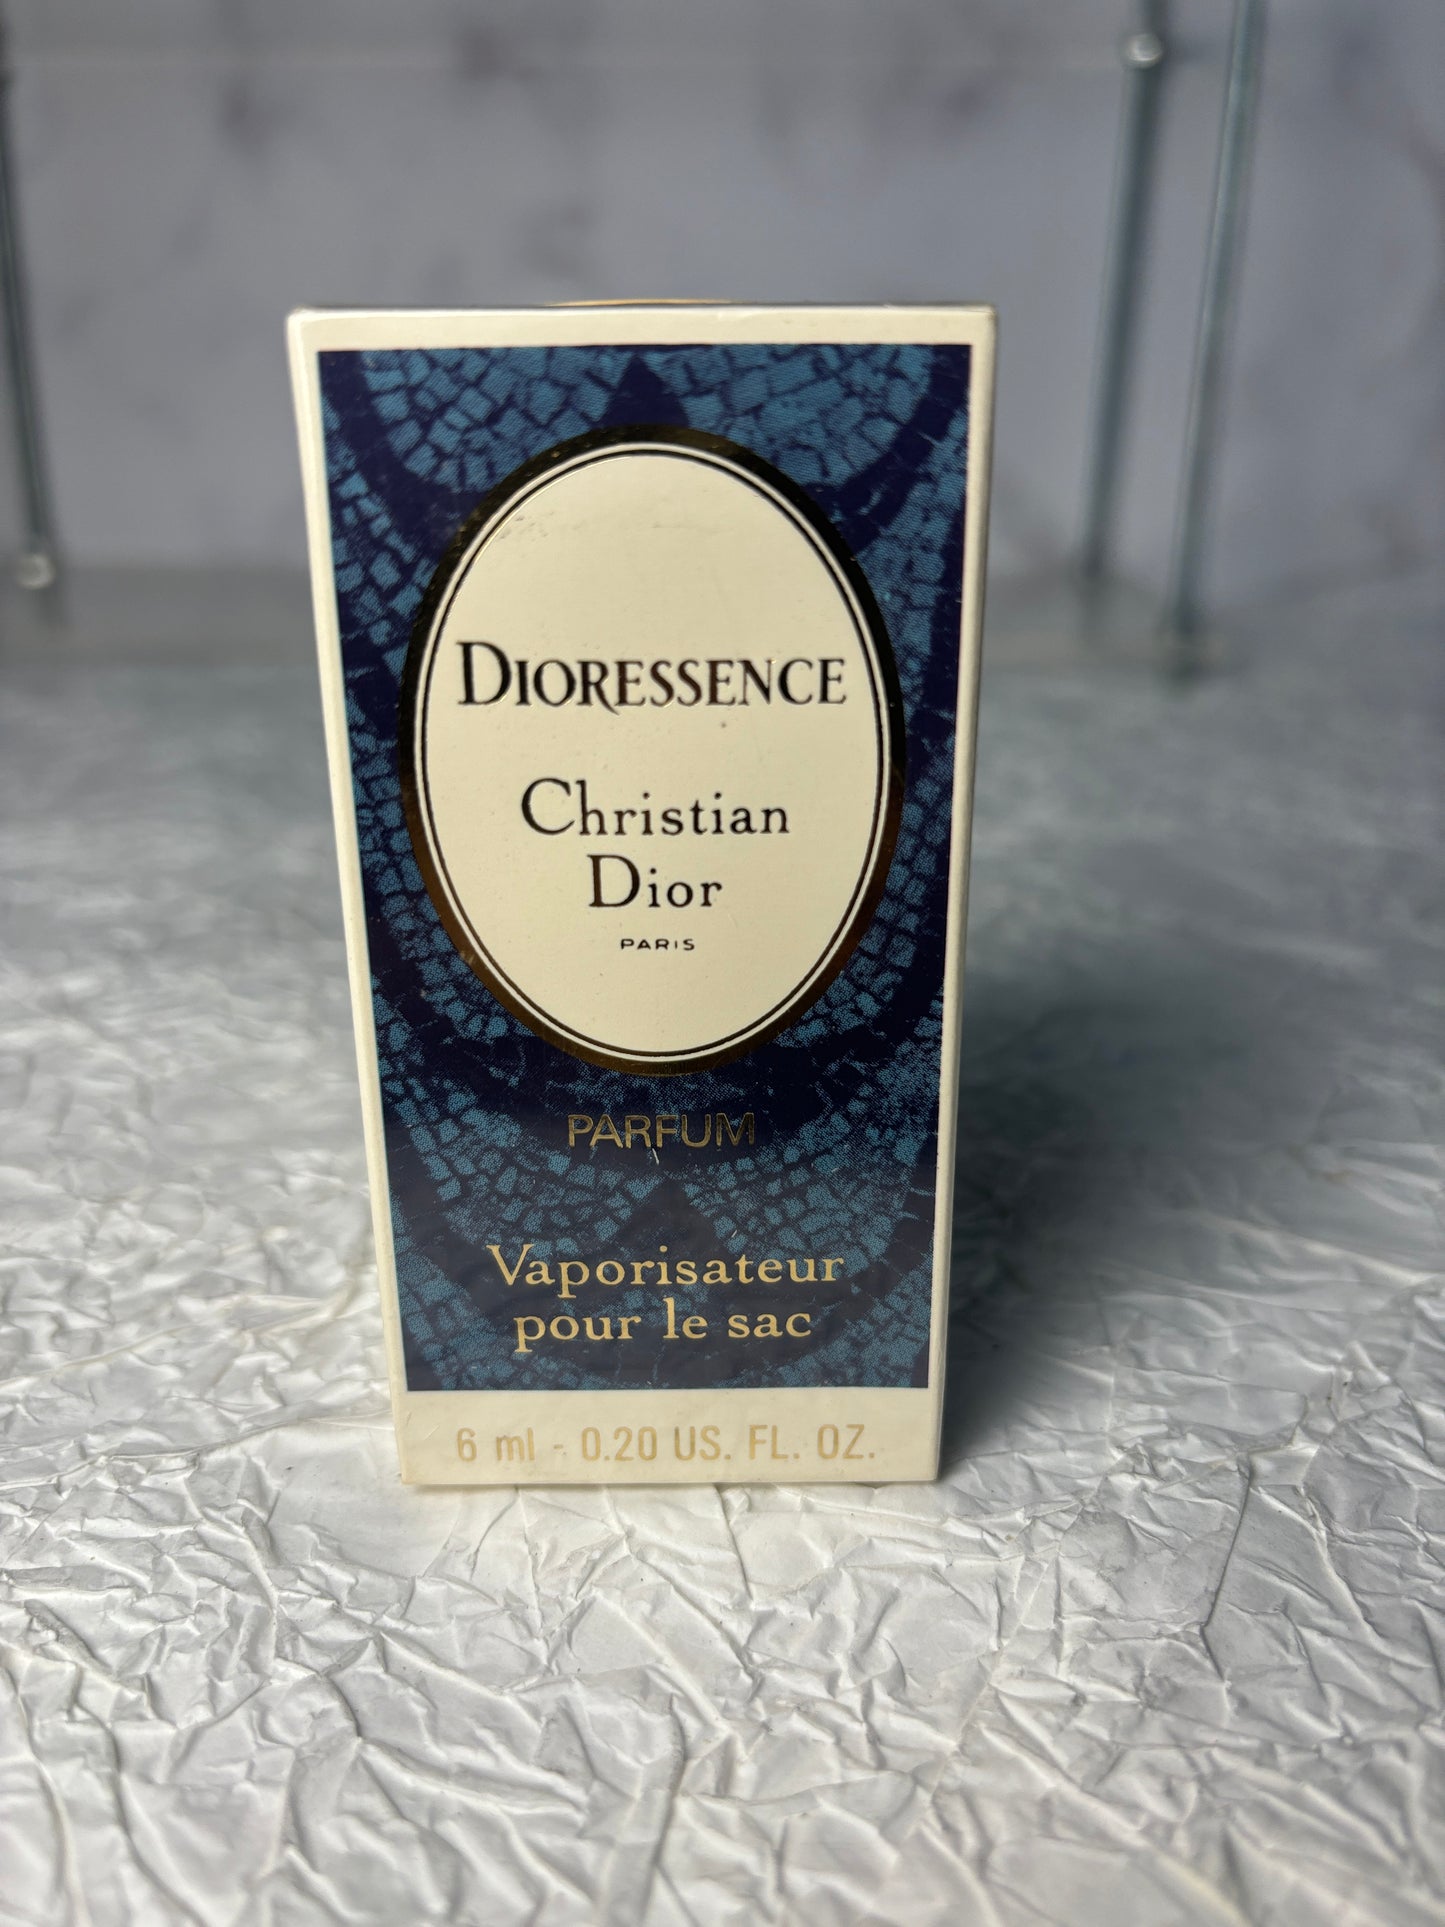 DIORESSENCE
Christian
Dior
PARIS
PARFUM
Vaporisateur
pour le sac
6 ml - 0.20 US. FL. OZ.